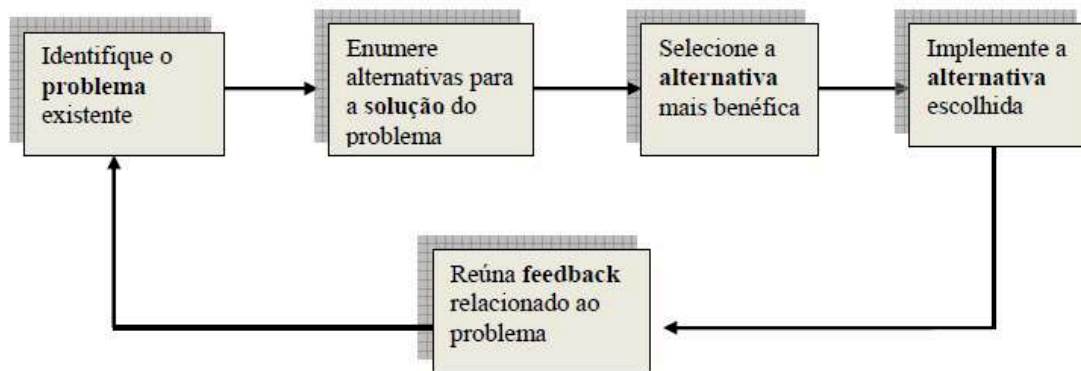 Identifique o
problema
existente
Enumere
alternativas para
a solução do
problema
Selecione a
alternativa
mais benéfica
Implemente a
alternativa
escolhida
Reúna feedback
relacionado ao
problema